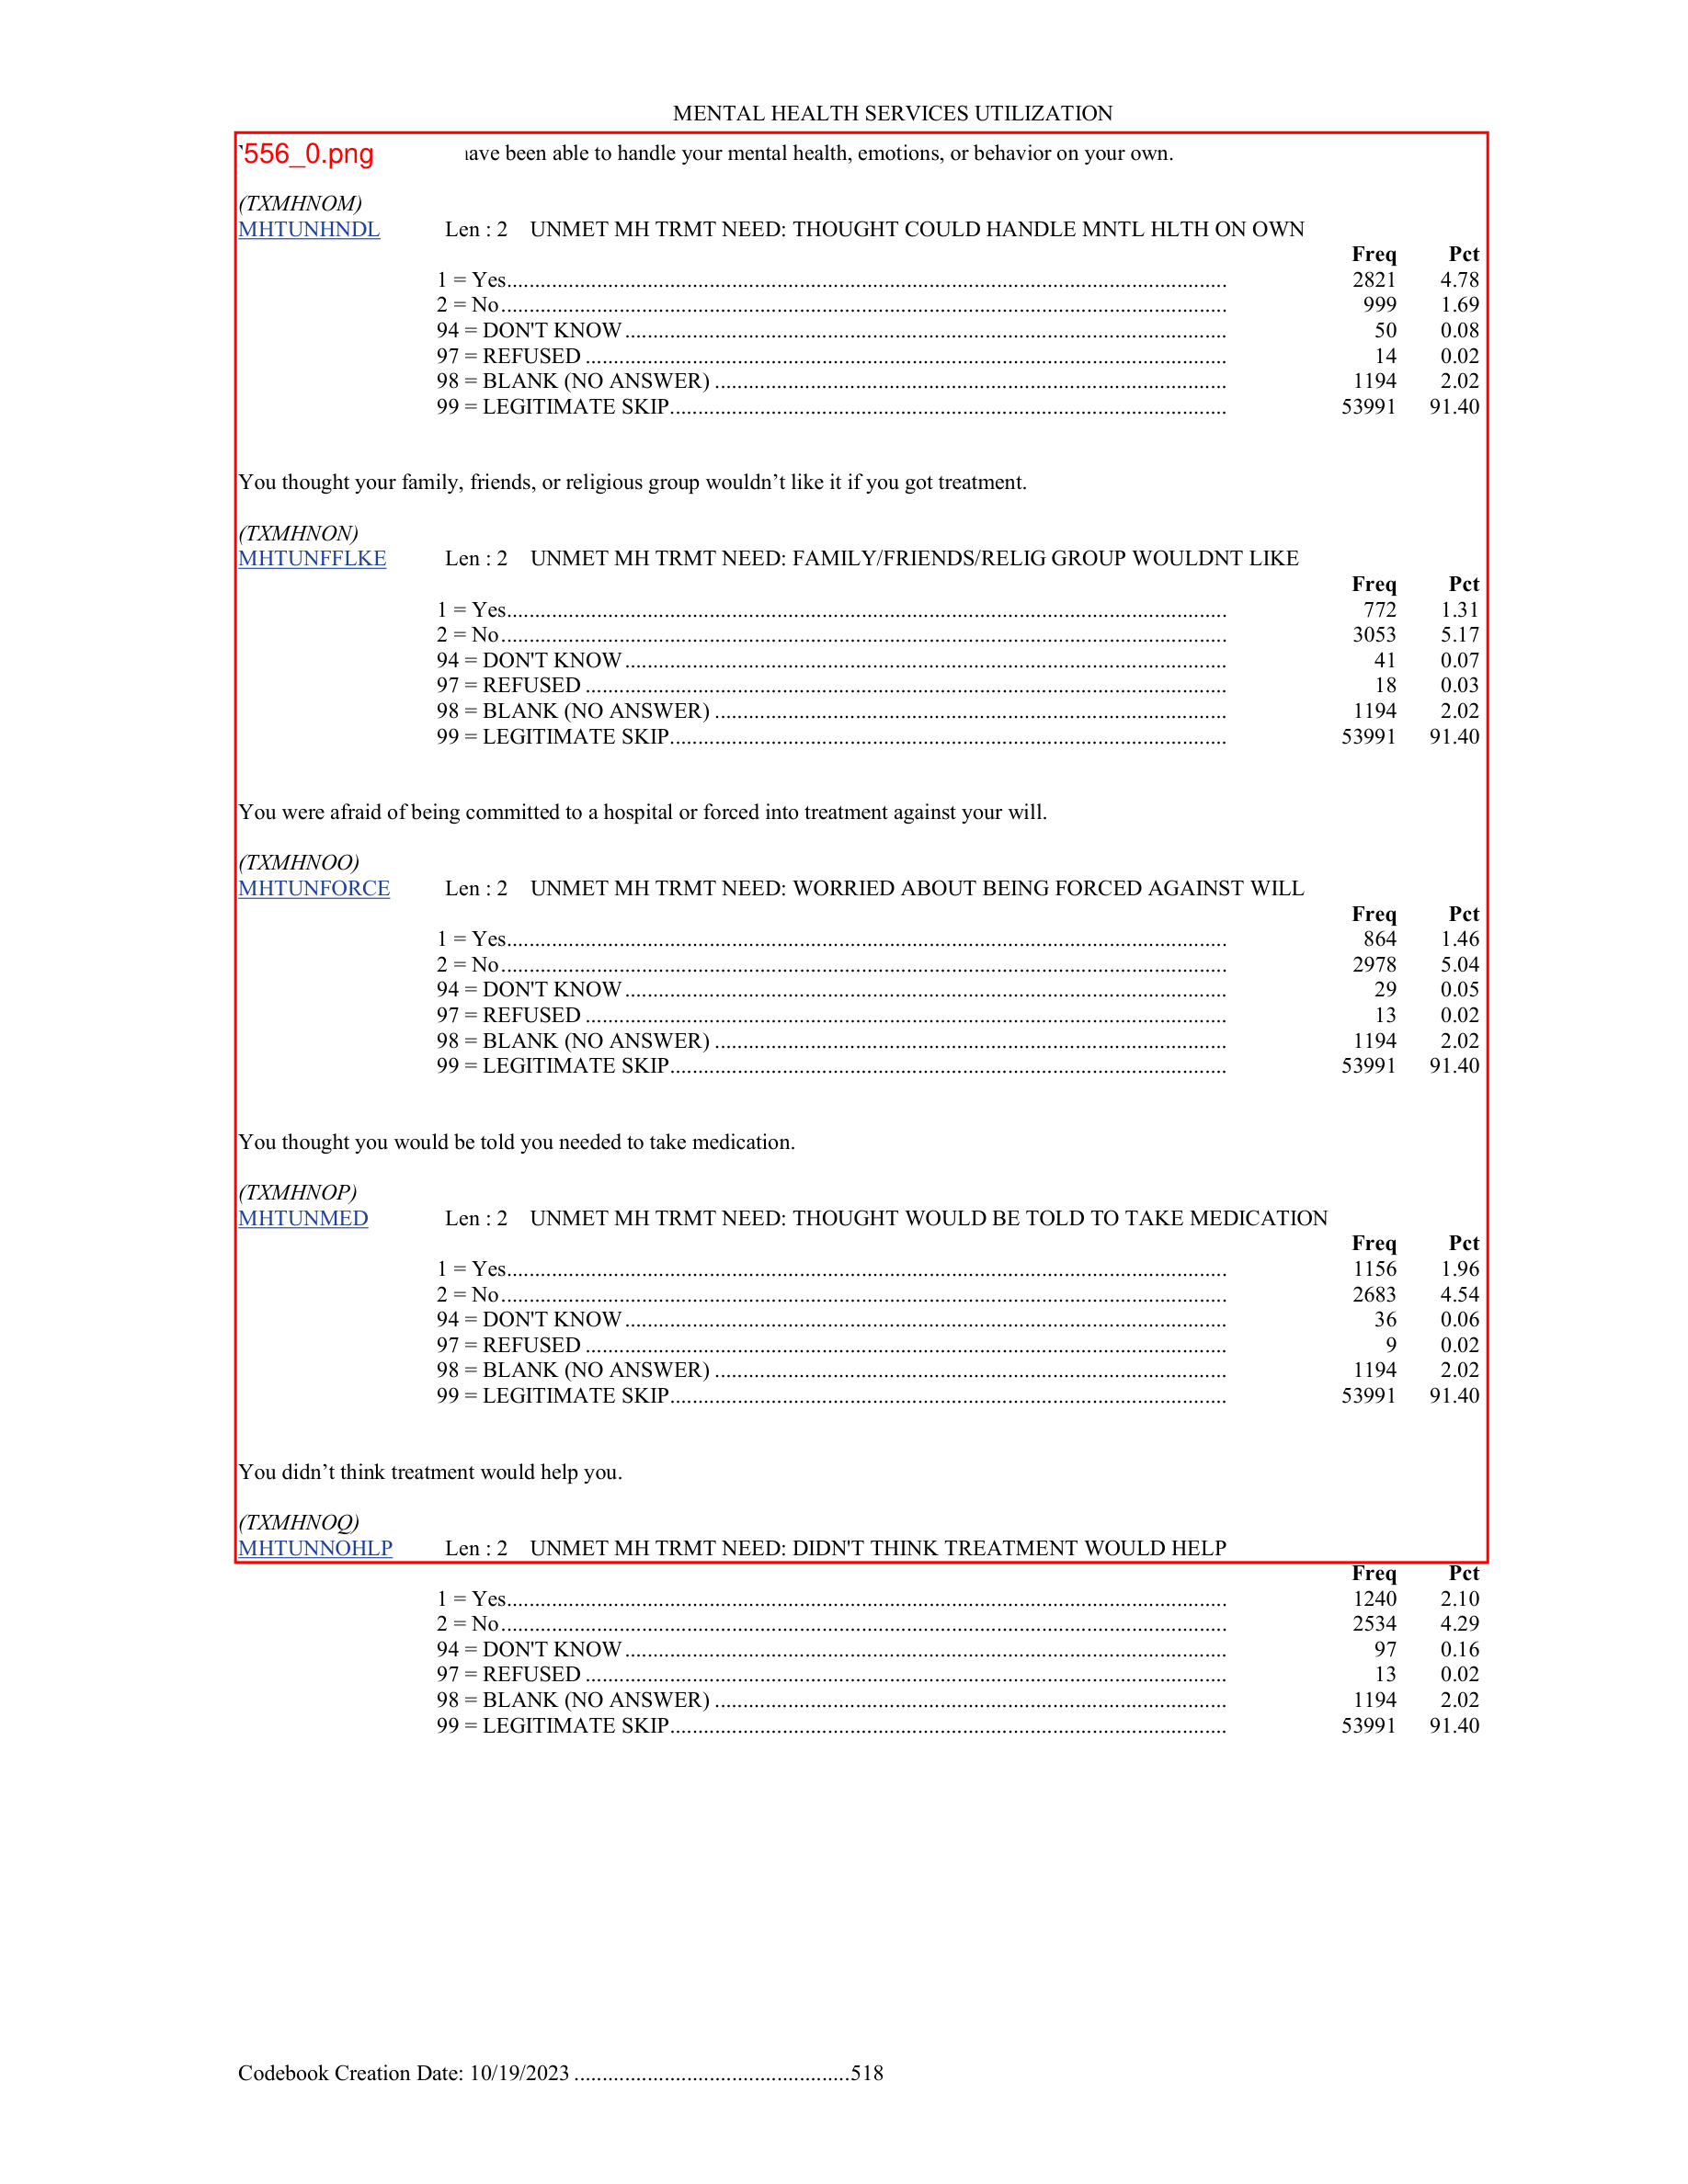 MENTAL HEALTH SERVICES UTILIZATION
556_0.png have been able to handle your mental health, emotions, or behavior on your own.
(TXMHNOM)
MHTUNHNDL Len : 2 UNMET MH TRMT NEED: THOUGHT COULD HANDLE MNTL HLTH ON OWN
Freq Pct
1 = Yes 2821 4.78
2 = No 999 1.69
94 = DON'T KNOW 50 0.08
97 = REFUSED 14 0.02
98 = BLANK (NO ANSWER) 1194 2.02
99 = LEGITIMATE SKIP 53991 91.40
You thought your family, friends, or religious group wouldn’t like it if you got treatment.
(TXMHNON)
MHTUNFFLKE Len : 2 UNMET MH TRMT NEED: FAMILY/FRIENDS/RELIG GROUP WOULDNT LIKE
Freq Pct
1 = Yes 772 1.31
2 = No 3053 5.17
94 = DON'T KNOW 41 0.07
97 = REFUSED 18 0.03
98 = BLANK (NO ANSWER) 1194 2.02
99 = LEGITIMATE SKIP 53991 91.40
You were afraid of being committed to a hospital or forced into treatment against your will.
(TXMHNOO)
MHTUNFORCE Len : 2 UNMET MH TRMT NEED: WORRIED ABOUT BEING FORCED AGAINST WILL
Freq Pct
1 = Yes 864 1.46
2 = No 2978 5.04
94 = DON'T KNOW 29 0.05
97 = REFUSED 13 0.02
98 = BLANK (NO ANSWER) 1194 2.02
99 = LEGITIMATE SKIP 53991 91.40
You thought you would be told you needed to take medication.
(TXMHNOP)
MHTUNMED Len : 2 UNMET MH TRMT NEED: THOUGHT WOULD BE TOLD TO TAKE MEDICATION
Freq Pct
1 = Yes 1156 1.96
2 = No 2683 4.54
94 = DON'T KNOW 36 0.06
97 = REFUSED 9 0.02
98 = BLANK (NO ANSWER) 1194 2.02
99 = LEGITIMATE SKIP 53991 91.40
You didn’t think treatment would help you.
(TXMHNOQ)
MHTUNNOHLP Len : 2 UNMET MH TRMT NEED: DIDN'T THINK TREATMENT WOULD HELP
Freq Pct
1 = Yes 1240 2.10
2 = No 2534 4.29
94 = DON'T KNOW 97 0.16
97 = REFUSED 13 0.02
98 = BLANK (NO ANSWER) 1194 2.02
99 = LEGITIMATE SKIP 53991 91.40
Codebook Creation Date: 10/19/2023 518